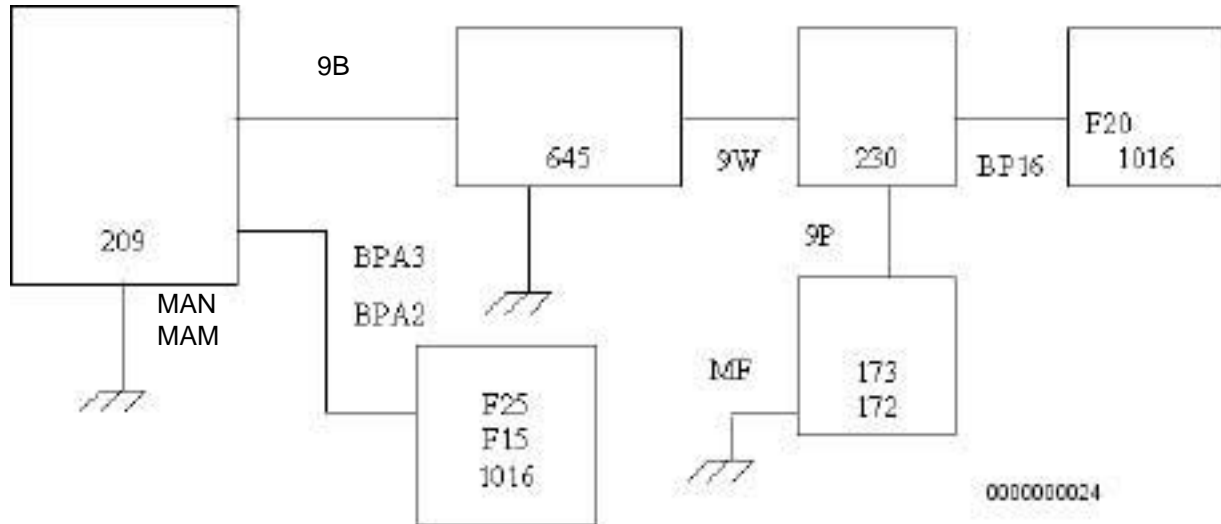 9B
645
9W
230
BP16
F20
1016
209
MAN
MAM
BPA3
BPA2
9P
MF
173
172
F25
F15
1016
0000000024